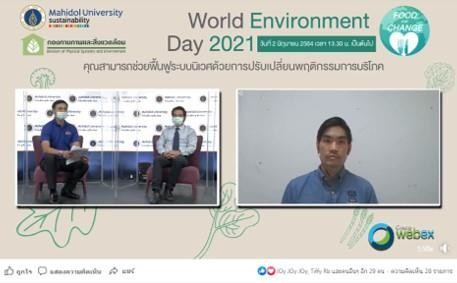 Mahidol University
sustainability
กองกายภาพและสิ่งแวดล้อม
Division of Physical Systems and Environment
World Environment
Day 2021
วันที่ 2 มิถุนายน 2564 เวลา 13.30 น. เป็นต้นไป
FOOD
for
CHANGE
คุณสามารถช่วยฟื้นฟูระบบนิเวศด้วยการปรับเปลี่ยนพฤติกรรมการบริโภค
Mahidol University
Mahidol
Cisco
webex
ถูกใจ
แสดงความคิดเห็น
แชร์
JOy JOy JOy, Tiffy Rb และคนอื่นๆ อีก 29 คน · ความคิดเห็น 28 รายการ